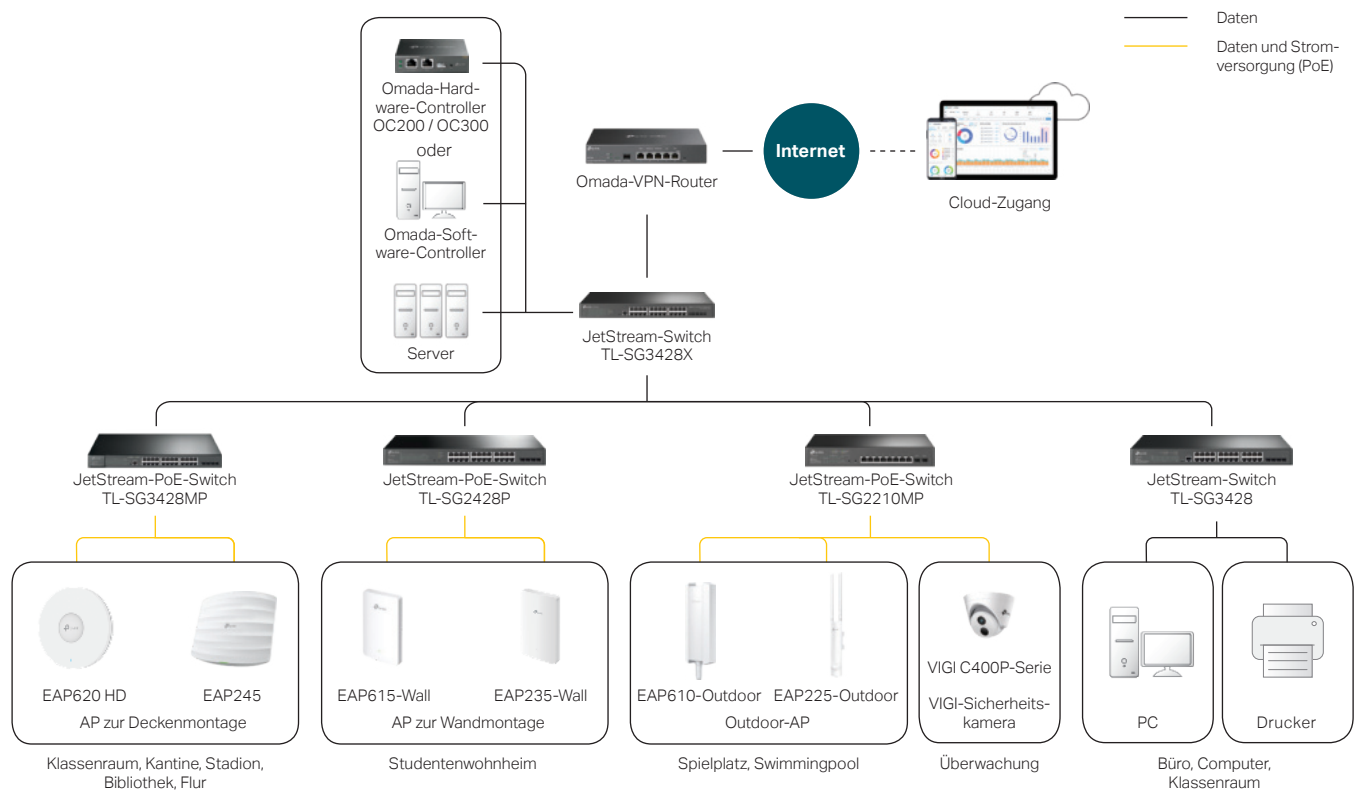 Daten
Daten und Strom-
versorgung (PoE)
Omada-Hard-
ware-Controller
OC200 / OC300
oder
Omada-Soft-
ware-Controller
Server
Omada-VPN-Router
Internet
Cloud-Zugang
JetStream-Switch
TL-SG3428X
JetStream-PoE-Switch
TL-SG3428MP
JetStream-PoE-Switch
TL-SG2428P
JetStream-PoE-Switch
TL-SG2210MP
JetStream-Switch
TL-SG3428
EAP620 HD
EAP245
AP zur Deckenmontage
Klassenraum, Kantine, Stadion,
Bibliothek, Flur
EAP615-Wall
EAP235-Wall
AP zur Wandmontage
Studentenwohnheim
EAP610-Outdoor
EAP225-Outdoor
Outdoor-AP
Spielplatz, Swimmingpool
VIGI C400P-Serie
VIGI-Sicherheits-
kamera
Überwachung
PC
Drucker
Büro, Computer,
Klassenraum